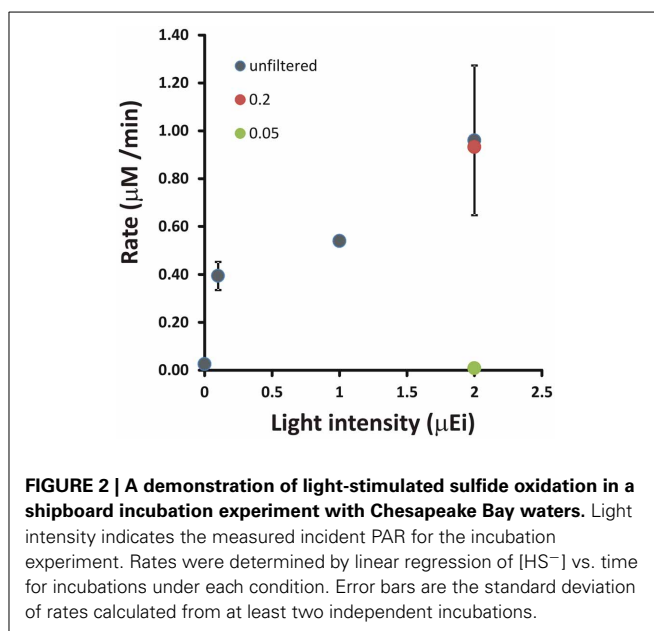 unfiltered
0.2
0.05
1.40
1.20
1.00
0.80
0.60
0.40
0.20
0.00
Rate (μM /min)
0
0.5
1
1.5
2
2.5
Light intensity (μEi)
FIGURE 2 | A demonstration of light-stimulated sulfide oxidation in a
shipboard incubation experiment with Chesapeake Bay waters. Light
intensity indicates the measured incident PAR for the incubation
experiment. Rates were determined by linear regression of [HS⁻] vs. time
for incubations under each condition. Error bars are the standard deviation
of rates calculated from at least two independent incubations.